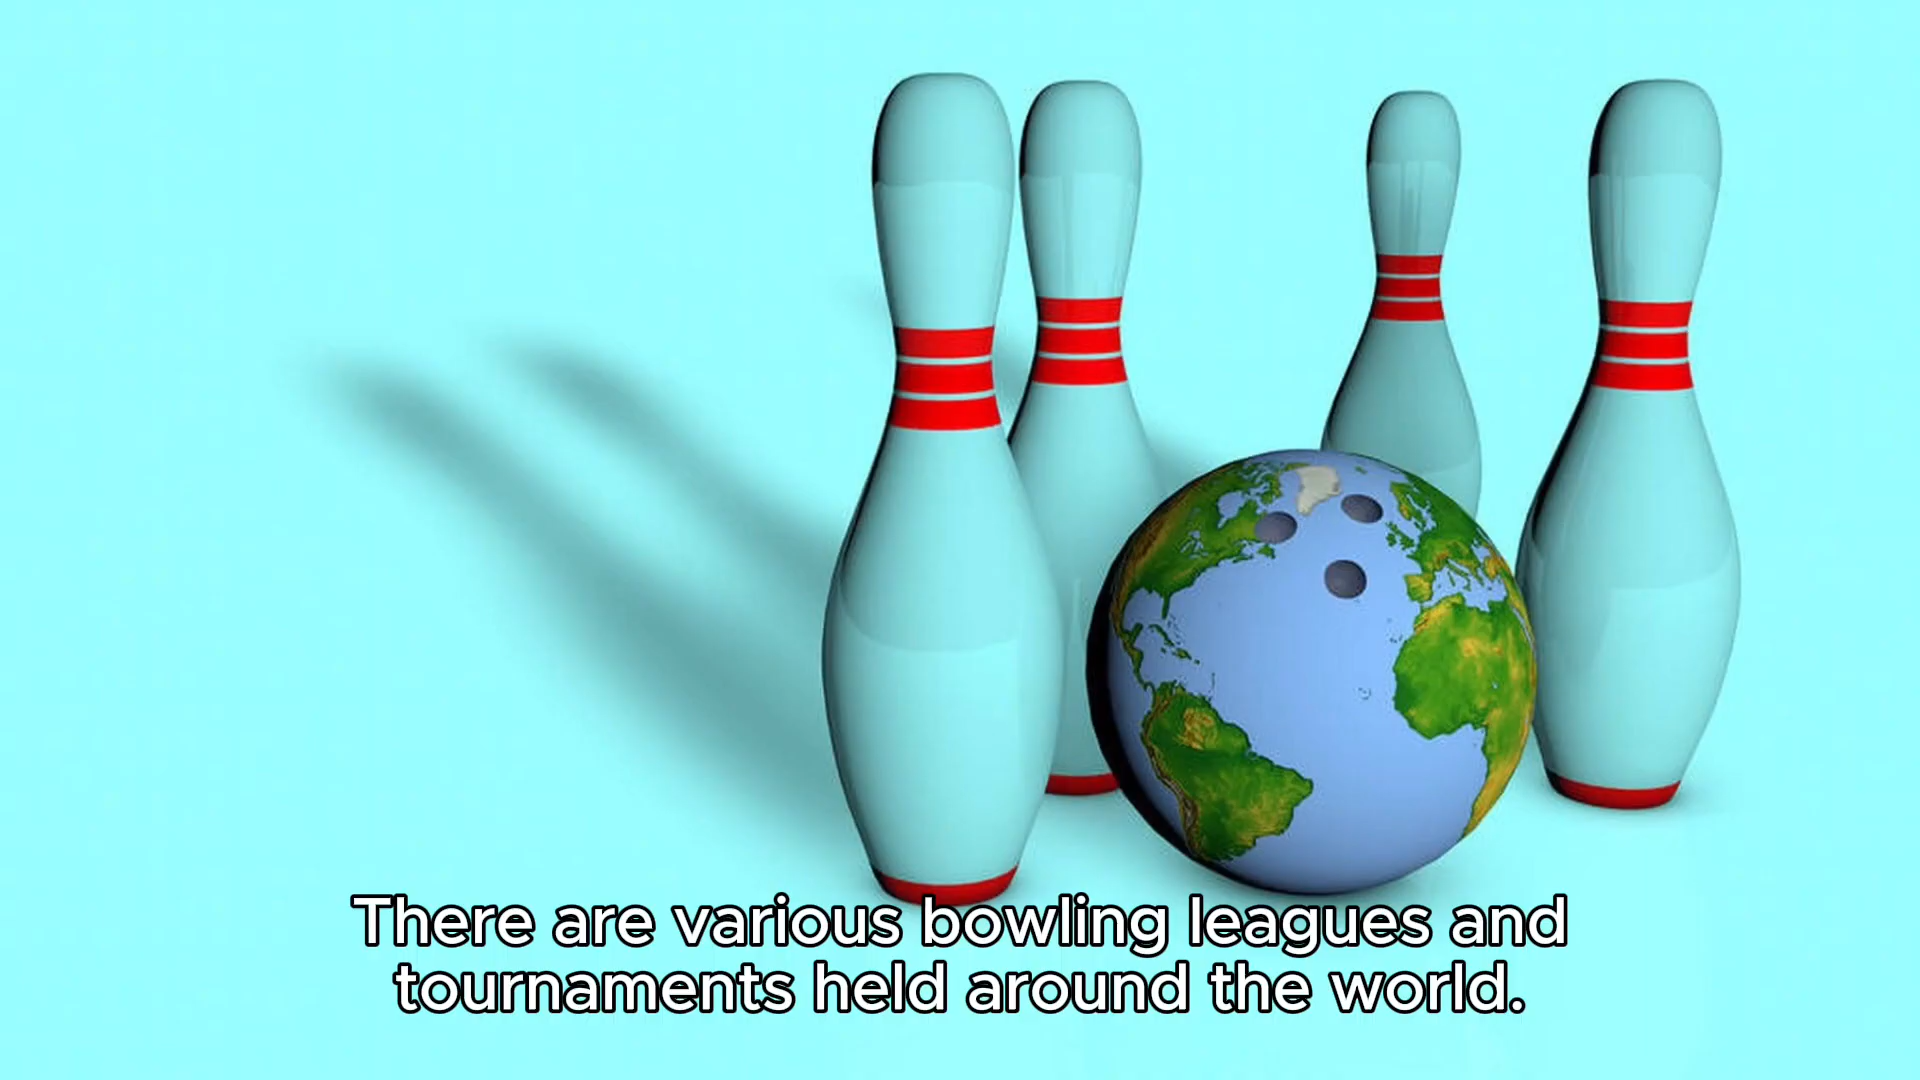 There are various bowling leagues and
tournaments held around the world.